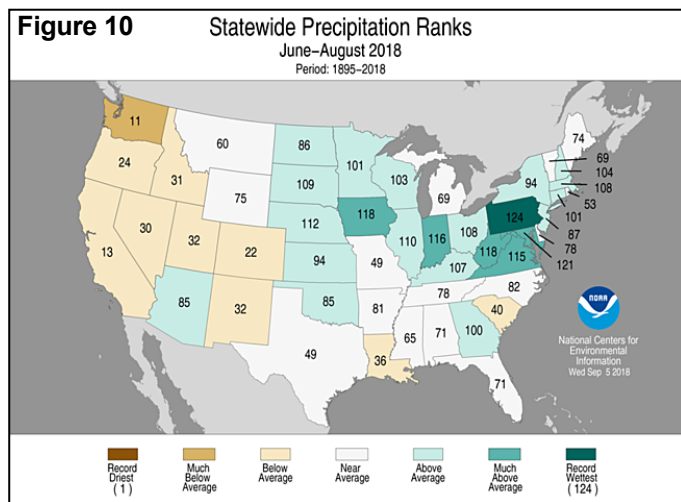 Figure 10
Statewide Precipitation Ranks
June–August 2018
Period: 1895–2018
11
60
86
101
74
69
24
31
109
103
69
94
104
108
75
53
118
124
101
112
87
30
110
116
108
78
32
22
118
115
121
13
94
49
107
82
78
85
32
85
81
40
65
71
100
49
36
71
NOAA
National Centers for
Environmental
Information
Wed Sep 5 2018
Record
Driest
(1)
Much
Below
Average
Below
Average
Near
Average
Above
Average
Much
Above
Average
Record
Wettest
(124)